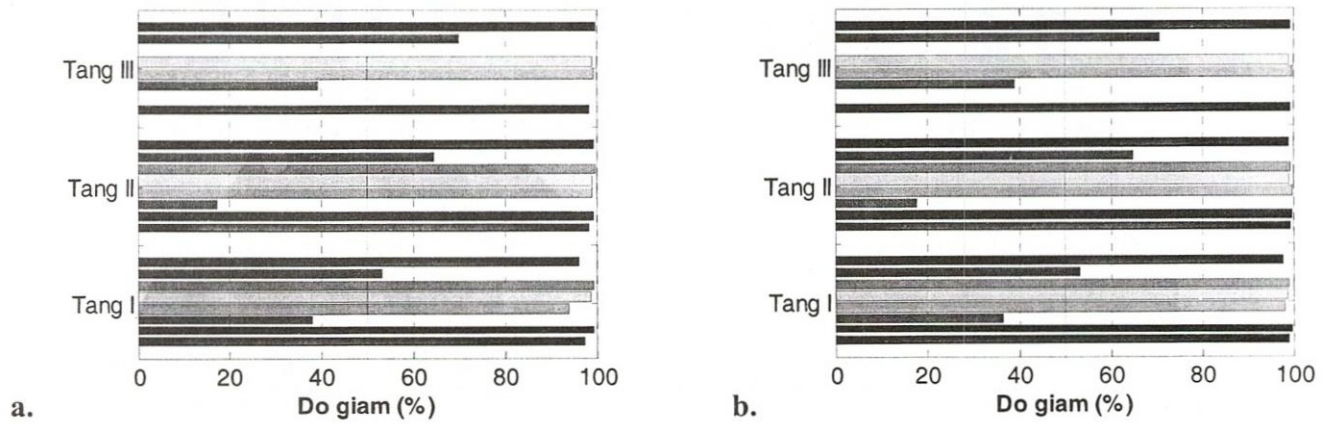 Tang III
Tang II
Tang I
0 20 40 60 80 100
Do giam (%)
a.
Tang III
Tang II
Tang I
0 20 40 60 80 100
Do giam (%)
b.